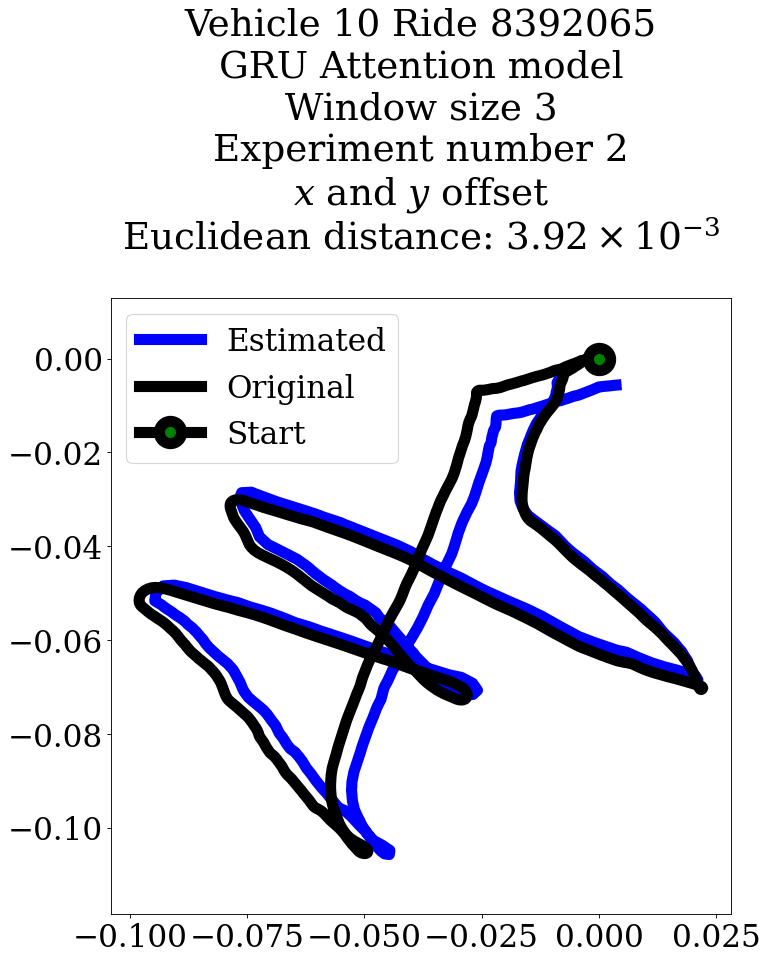 Vehicle 10 Ride 8392065
GRU Attention model
Window size 3
Experiment number 2
x and y offset
Euclidean distance: 3.92 × 10⁻³
Estimated
Original
Start
0.00
−0.02
−0.04
−0.06
−0.08
−0.10
−0.100 −0.075 −0.050 −0.025 0.000 0.025